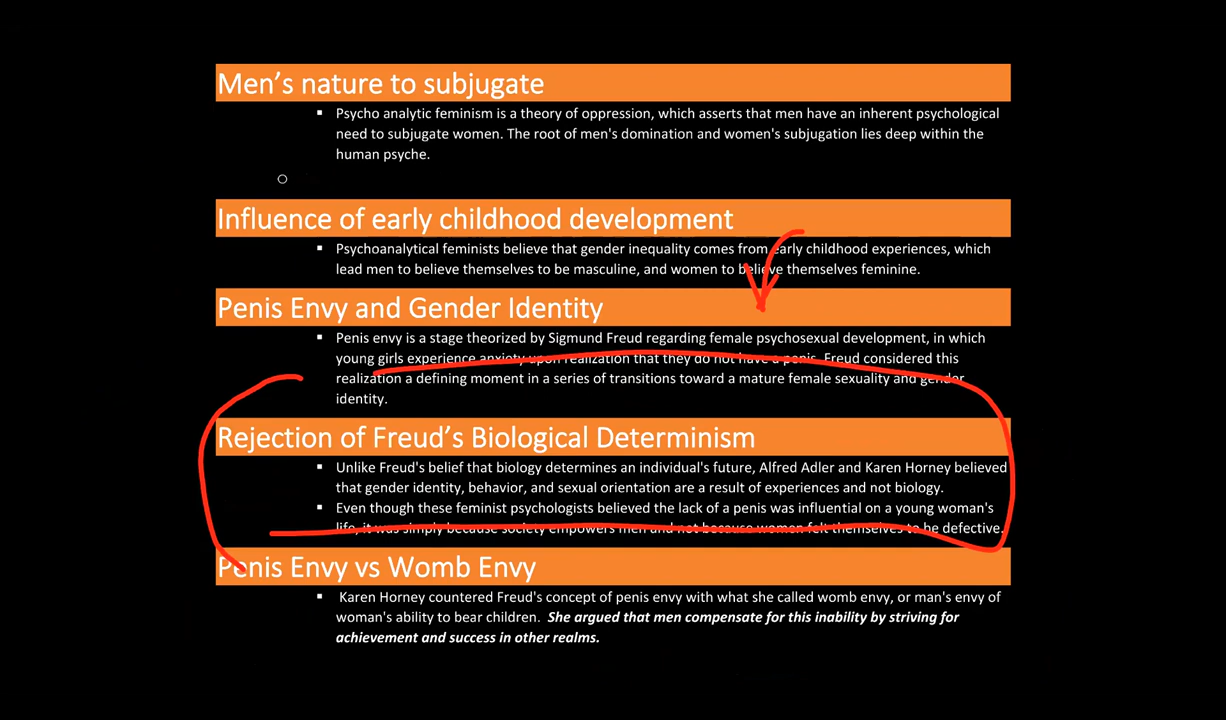 Men's nature to subjugate
▪ Psycho analytic feminism is a theory of oppression, which asserts that men have an inherent psychological
need to subjugate women. The root of men's domination and women's subjugation lies deep within the
human psyche.
Influence of early childhood development
▪ Psychoanalytical feminists believe that gender inequality comes from early childhood experiences, which
lead men to believe themselves to be masculine, and women to believe themselves feminine.
Penis Envy and Gender Identity
▪ Penis envy is a stage theorized by Sigmund Freud regarding female psychosexual development, in which
young girls experience anxiety upon realization that they do not have a penis. Freud considered this
realization a defining moment in a series of transitions toward a mature female sexuality and gender
identity.
Rejection of Freud's Biological Determinism
▪ Unlike Freud's belief that biology determines an individual's future, Alfred Adler and Karen Horney believed
that gender identity, behavior, and sexual orientation are a result of experiences and not biology.
▪ Even though these feminist psychologists believed the lack of a penis was influential on a young woman's
life, it was simply because society empowers men and not because women felt themselves to be defective.
Penis Envy vs Womb Envy
▪ Karen Horney countered Freud's concept of penis envy with what she called womb envy, or man's envy of
woman's ability to bear children. She argued that men compensate for this inability by striving for
achievement and success in other realms.